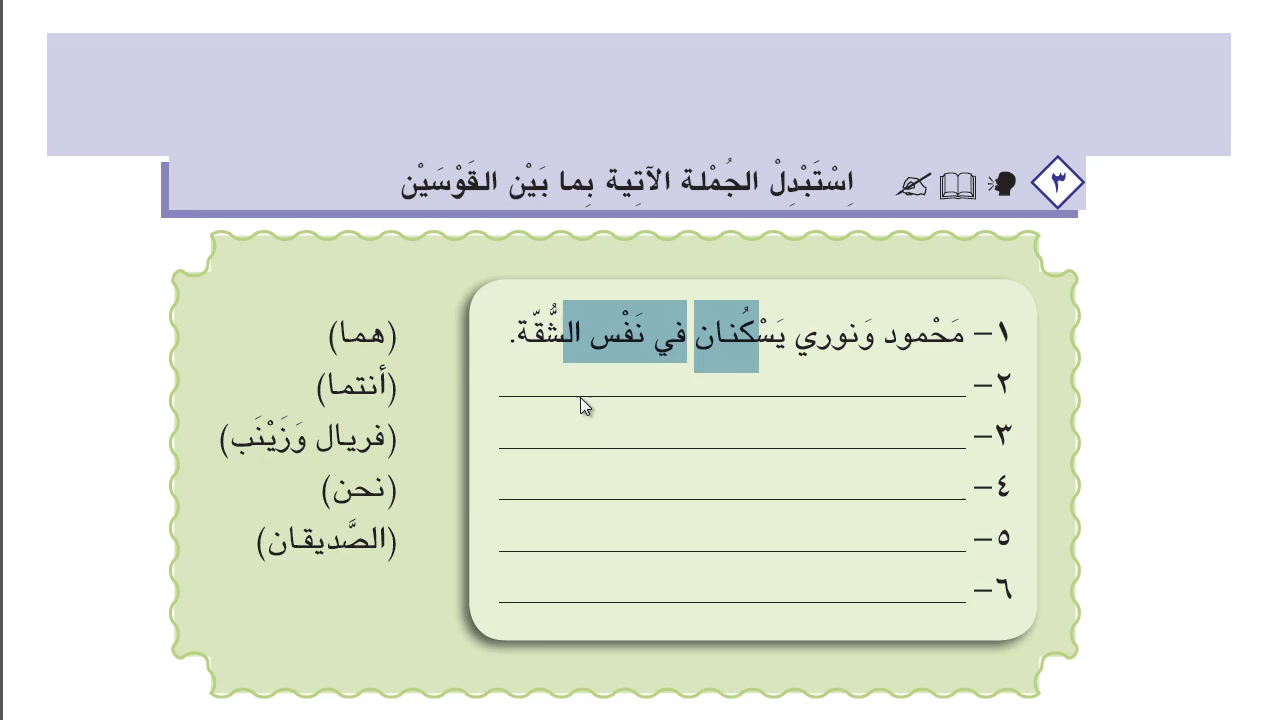 ٣ اِسْتَبْدِلْ الجُمْلة الآتِية بِما بَيْن القَوْسَيْن
١– مَحْمود وَنوري يَسْكُنان في نَفْس الشُّقّة. (هما)
٢– (أنتما)
٣– (فريال وَزَيْنَب)
٤– (نحن)
٥– (الصَّديقان)
٦–